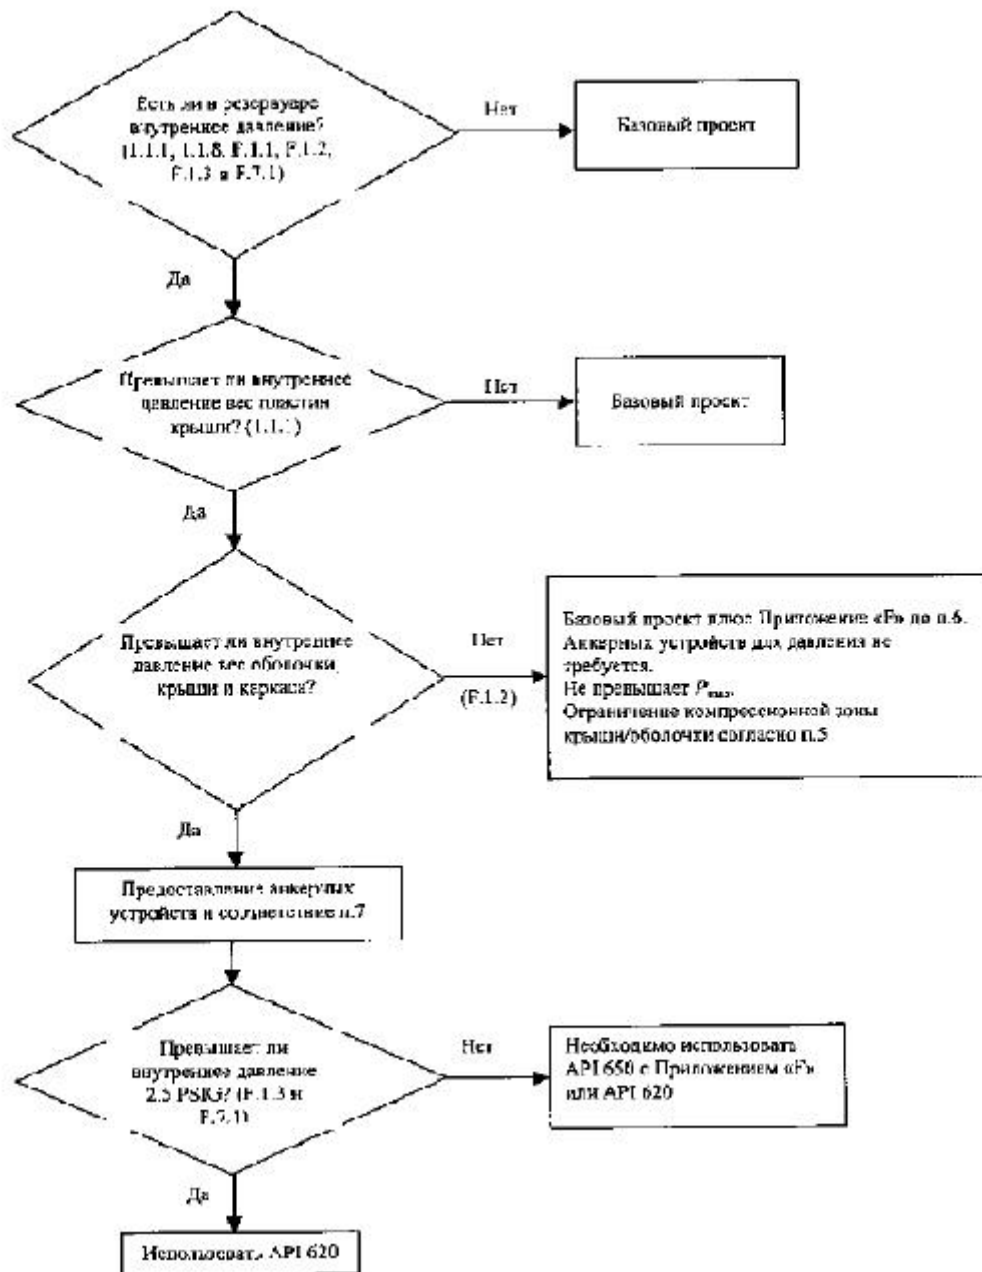 Есть ли в резервуаре
внутреннее давление?
(1.1.1, 1.1.8, F.1.1, F.1.2,
F.1.3 и F.7.1)
Нет
Базовый проект
Да
Превышает ли внутреннее
давление вес пластин
крыши? (1.1.1)
Нет
Базовый проект
Да
Превышает ли внутреннее
давление вес оболочки,
крыши и каркаса?
Нет
(F.1.2)
Базовый проект плюс Приложение «F» до п.6.
Анкерных устройств для давления не
требуется.
Не превышает Pmax.
Ограничение компрессионной зоны
крыши/оболочки согласно п.5
Да
Предоставление анкерных
устройств и соответствие п.7
Превышает ли
внутреннее давление
2.5 PSIG? (F.1.3 и
F.7.1)
Нет
Необходимо использовать
API 650 с Приложением «F»
или API 620
Да
Использовать API 620